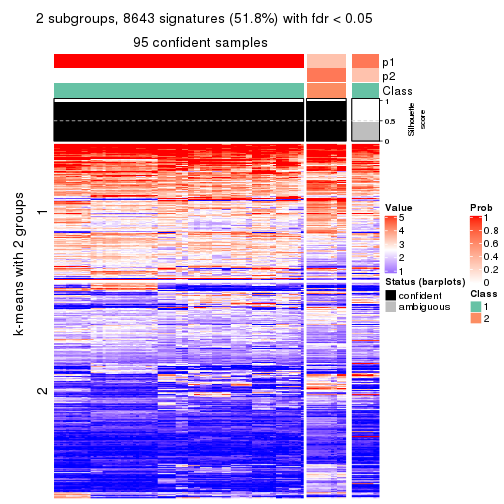 2 subgroups, 8643 signatures (51.8%) with fdr < 0.05
95 confident samples
p1
p2
Class
1
0.5
0
Silhouette
score
k-means with 2 groups
1
2
Value
5
4
3
2
1
Prob
1
0.8
0.6
0.4
0.2
0
Status (barplots)
confident
ambiguous
Class
1
2